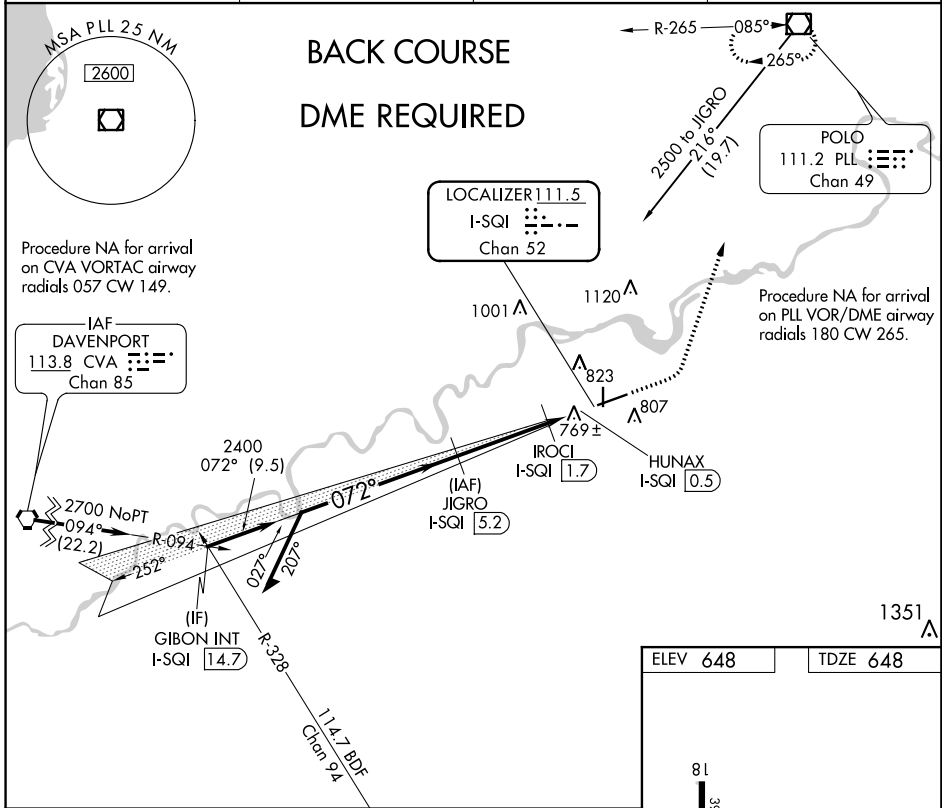 MSA PLL 25 NM
2600
BACK COURSE
DME REQUIRED
R-265
085°
265°
2500 to JIGRO
216°
(19.7)
POLO
111.2 PLL
Chan 49
LOCALIZER 111.5
I-SQI
Chan 52
Procedure NA for arrival
on CVA VORTAC airway
radials 057 CW 149.
1001
1120
Procedure NA for arrival
on PLL VOR/DME airway
radials 180 CW 265.
IAF
DAVENPORT
113.8 CVA
Chan 85
823
807
769±
2400
072° (9.5)
072°
IROCI
I-SQI 1.7
HUNAX
I-SQI 0.5
(IAF)
JIGRO
I-SQI 5.2
2700 NoPT
094°
(22.2)
R-094
252°
027°
207°
(IF)
GIBON INT
I-SQI 14.7
R-328
114.7 BDF
Chan 94
1351
ELEV 648
TDZE 648
18